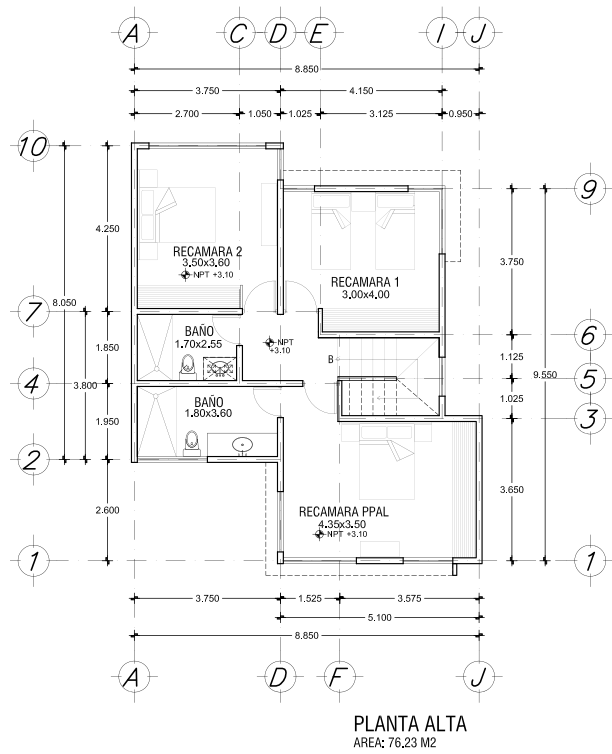 A C D E I J
8.850
3.750 4.150
2.700 1.050 1.025 3.125 0.950
10
9
4.250
3.750
RECAMARA 2
3.50x3.60
NPT +3.10
RECAMARA 1
3.00x4.00
8.050
7
6
BAÑO
1.70x2.55
NPT
+3.10
1.850
1.125
B
3.800
9.550
4
5
BAÑO
1.80x3.60
1.950
1.025
3
2
RECAMARA PPAL
4.35x3.50
NPT +3.10
3.650
2.600
1
1
3.750 1.525 3.575
5.100
8.850
A D F J
PLANTA ALTA
AREA: 76.23 M2